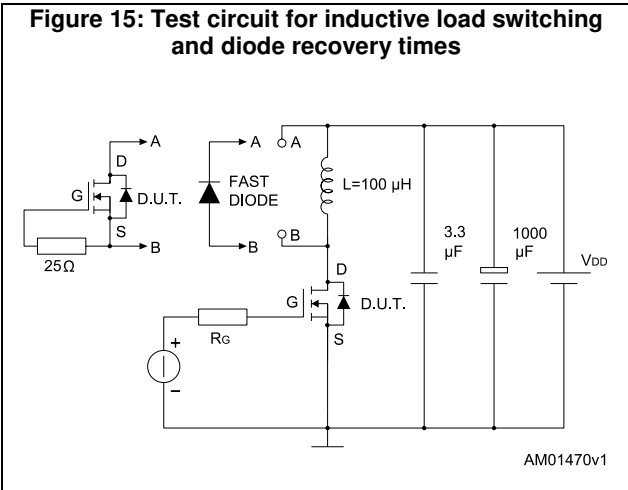 Figure 15: Test circuit for inductive load switching
and diode recovery times
A
D
G
D.U.T.
S
B
25Ω
A
FAST
DIODE
B
A
L=100 µH
B
D
G
D.U.T.
S
RG
+
−
3.3
µF
1000
µF
VDD
AM01470v1